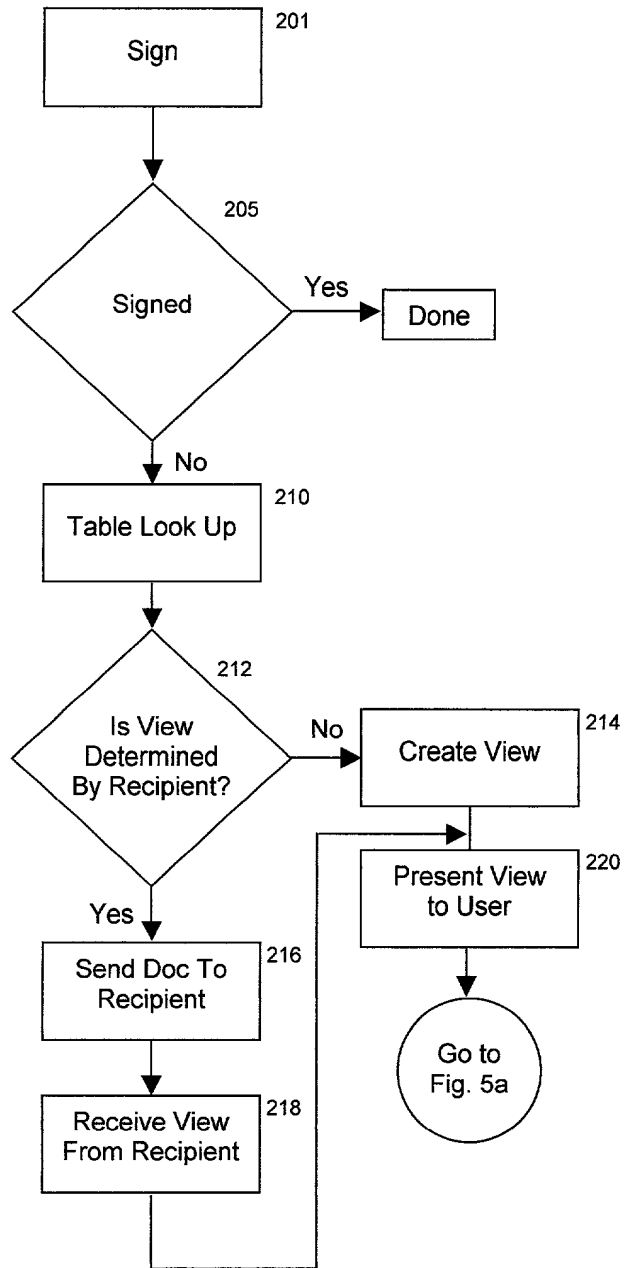 201
Sign
205
Signed
Yes
Done
No
210
Table Look Up
212
Is View
Determined
By Recipient?
No
214
Create View
220
Present View
to User
Yes
216
Send Doc To
Recipient
Go to
Fig. 5a
218
Receive View
From Recipient